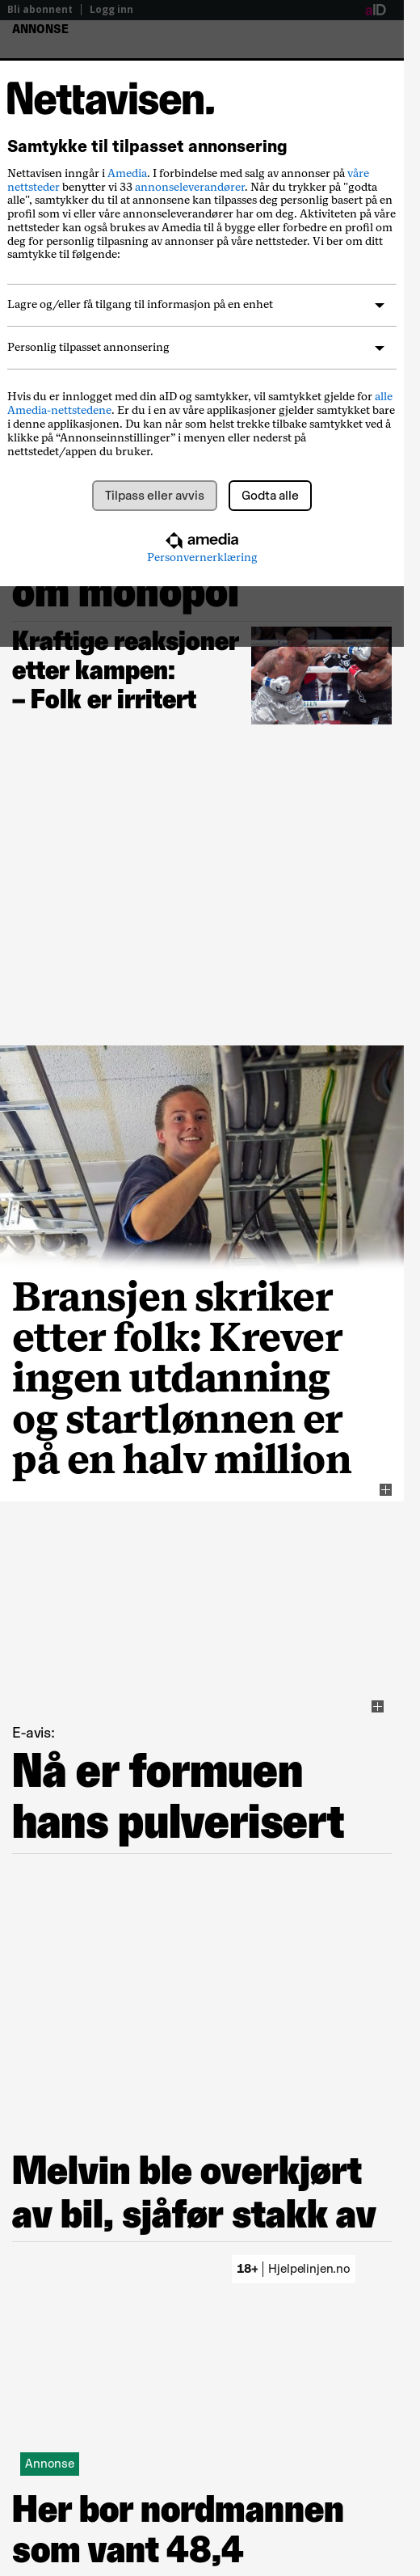 Bli abonnent | Logg inn
aID
ANNONSE
Nettavisen.
Samtykke til tilpasset annonsering
Nettavisen inngår i Amedia. I forbindelse med salg av annonser på våre
nettsteder benytter vi 33 annonseleverandører. Når du trykker på "godta
alle", samtykker du til at annonsene kan tilpasses deg personlig basert på en
profil som vi eller våre annonseleverandører har om deg. Aktiviteten på våre
nettsteder kan også brukes av Amedia til å bygge eller forbedre en profil om
deg for personlig tilpasning av annonser på våre nettsteder. Vi ber om ditt
samtykke til følgende:
Lagre og/eller få tilgang til informasjon på en enhet
Personlig tilpasset annonsering
Hvis du er innlogget med din aID og samtykker, vil samtykket gjelde for alle
Amedia-nettstedene. Er du i en av våre applikasjoner gjelder samtykket bare
i denne applikasjonen. Du kan når som helst trekke tilbake samtykket ved å
klikke på “Annonseinnstillinger” i menyen eller nederst på
nettstedet/appen du bruker.
Tilpass eller avvis
Godta alle
amedia
Personvernerklæring
om monopol
Kraftige reaksjoner
etter kampen:
– Folk er irritert
Bransjen skriker
etter folk: Krever
ingen utdanning
og startlønnen er
på en halv million
E-avis:
Nå er formuen
hans pulverisert
Melvin ble overkjørt
av bil, sjåfør stakk av
18+ | Hjelpelinjen.no
Annonse
Her bor nordmannen
som vant 48,4